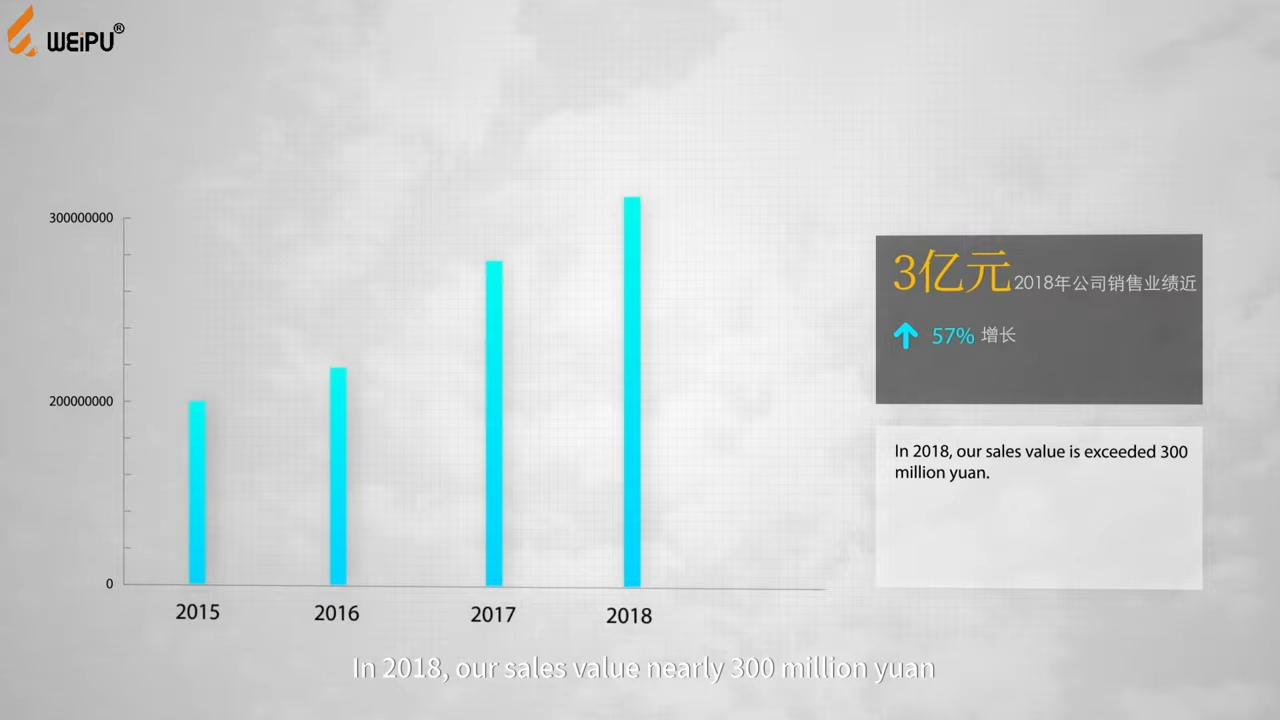 WEiPU®
300000000
200000000
0
2015
2016
2017
2018
3亿元2018年公司销售业绩近
57% 增长
In 2018, our sales value is exceeded 300
million yuan.
In 2018, our sales value nearly 300 million yuan